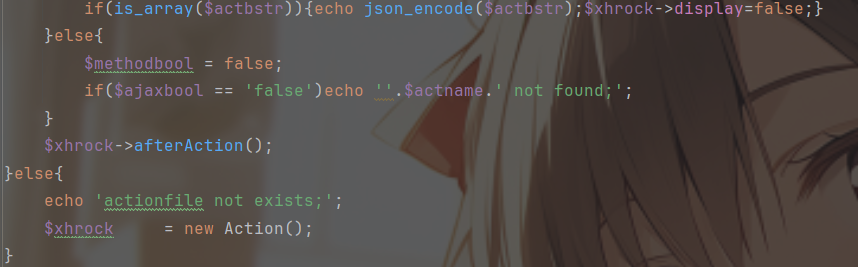 if(is_array($actbstr)){echo json_encode($actbstr);$xhrock->display=false;}
}else{
$methodbool = false;
if($ajaxbool == 'false')echo ''.$actname.' not found;';
}
$xhrock->afterAction();
}else{
echo 'actionfile not exists;';
$xhrock     = new Action();
}